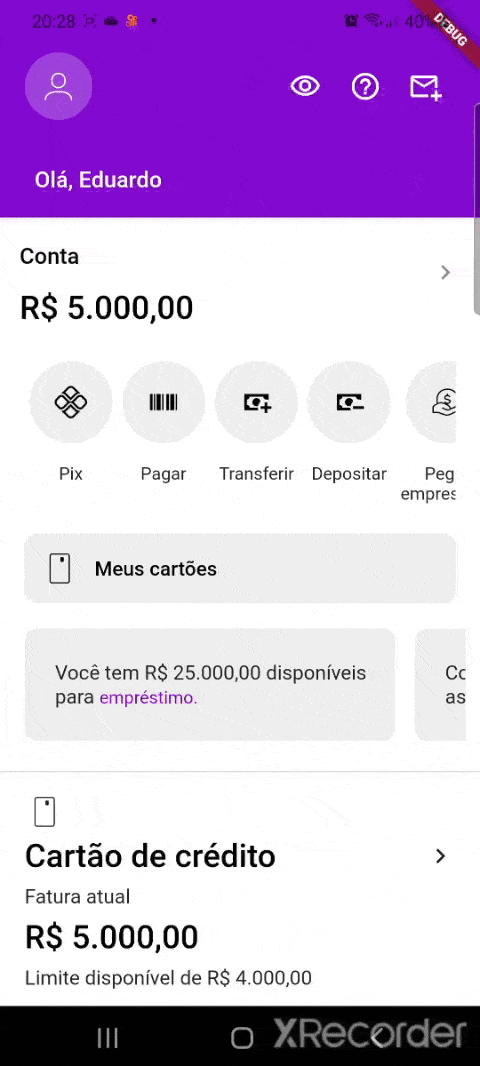 20:28
40%
DEBUG
Olá, Eduardo
Conta
R$ 5.000,00
Pix
Pagar
Transferir
Depositar
Peg
empres
Meus cartões
Você tem R$ 25.000,00 disponíveis
para empréstimo.
Co
as
Cartão de crédito
Fatura atual
R$ 5.000,00
Limite disponível de R$ 4.000,00
XRecorder